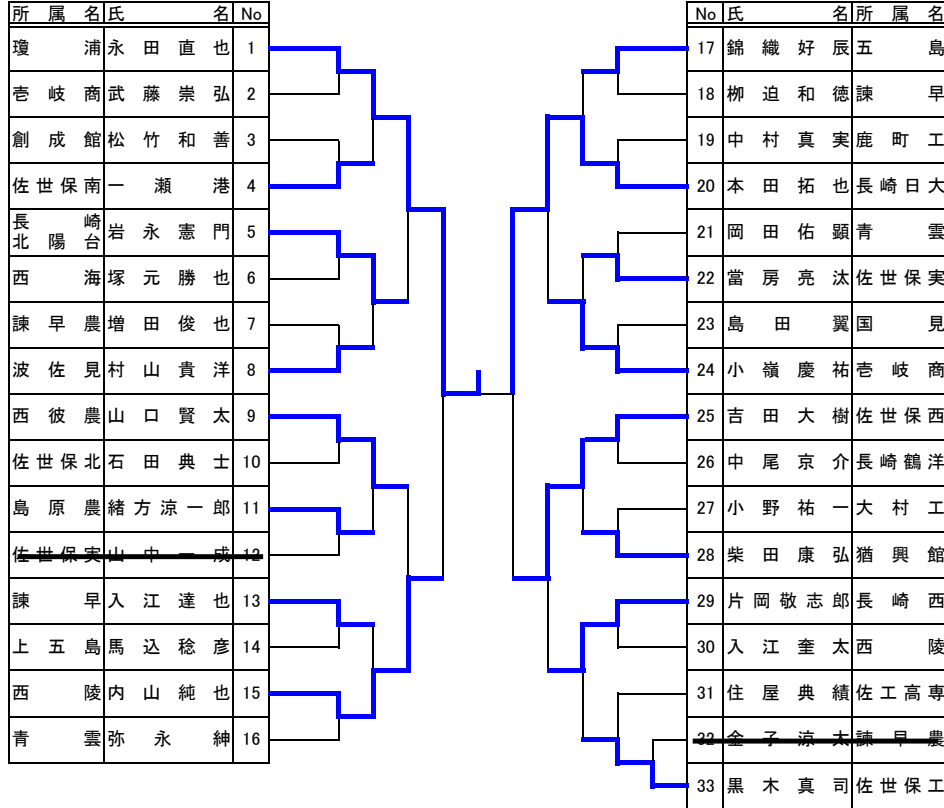 所属名 氏名 No
瓊浦 永田直也 1
壱岐商 武藤崇弘 2
創成館 松竹和善 3
佐世保南 一瀬港 4
長崎北陽台 岩永憲門 5
西海 塚元勝也 6
諫早農 増田俊也 7
波佐見 村山貴洋 8
西彼農 山口賢太 9
佐世保北 石田典士 10
島原農 緒方涼一郎 11
佐世保実 山中一成 12
諫早 入江達也 13
上五島 馬込稔彦 14
西陵 内山純也 15
青雲 弥永紳 16
No 氏名 所属名
17 錦織好辰 五島
18 柳迫和徳 諫早
19 中村真実 鹿町工
20 本田拓也 長崎日大
21 岡田佑顕 青雲
22 當房亮汰 佐世保実
23 島田翼 国見
24 小嶺慶祐 壱岐商
25 吉田大樹 佐世保西
26 中尾京介 長崎鶴洋
27 小野祐一 大村工
28 柴田康弘 猶興館
29 片岡敬志郎 長崎西
30 入江奎太 西陵
31 住屋典績 佐工高専
32 金子涼太 諫早農
33 黒木真司 佐世保工